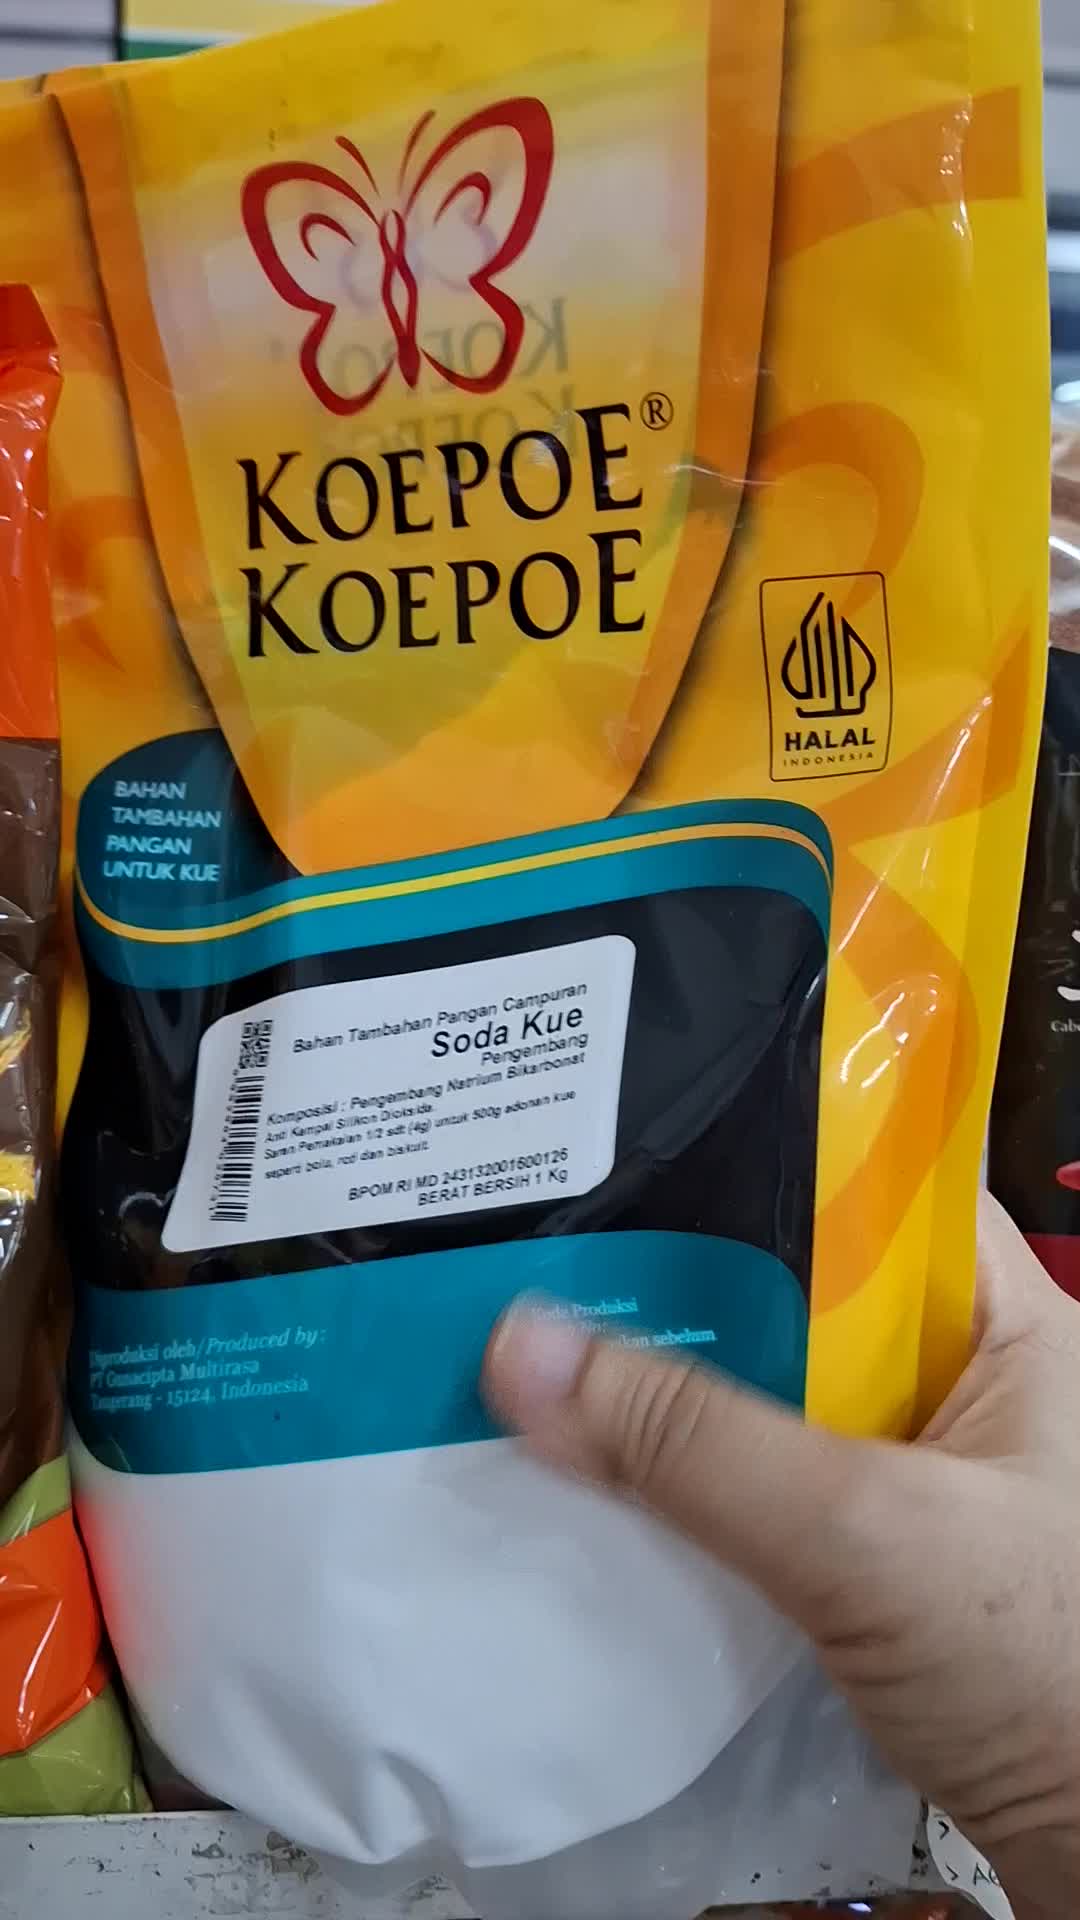 KOEPOE®
KOEPOE
HALAL
INDONESIA
BAHAN
TAMBAHAN
PANGAN
UNTUK KUE
Bahan Tambahan Pangan Campuran
Soda Kue
Pengembang
Komposisi : Pengembang Natrium Bikarbonat
Anti Kempal Silikon Dioksida.
Saran Pemakaian 1/2 sdt (4g) untuk 500g adonan kue
seperti bolu, roti dan biskuit.
BPOM RI MD 243132001600126
BERAT BERSIH 1 Kg
Diproduksi oleh/Produced by:
PT Gunacipta Multirasa
Tangerang - 15124, Indonesia
Kode Produksi
sebelum